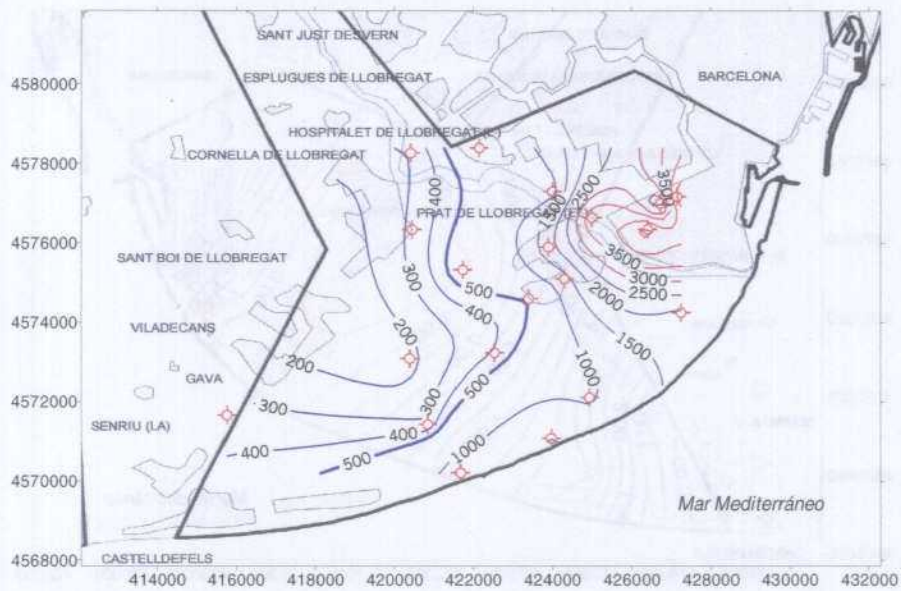 SANT JUST DESVERN
4580000
ESPLUGUES DE LLOBREGAT
BARCELONA
HOSPITALET DE LLOBREGAT (L')
4578000
CORNELLA DE LLOBREGAT
400
1500
2500
3500
PRAT DE LLOBREGAT (EL)
4576000
SANT BOI DE LLOBREGAT
300
500
3500
3000
2500
2000
4574000
VILADECANS
200
200
400
1500
GAVA
500
1000
4572000
SENRIU (LA)
300
300
400
400
1000
4570000
500
Mar Mediterráneo
4568000
CASTELLDEFELS
414000 416000 418000 420000 422000 424000 426000 428000 430000 432000